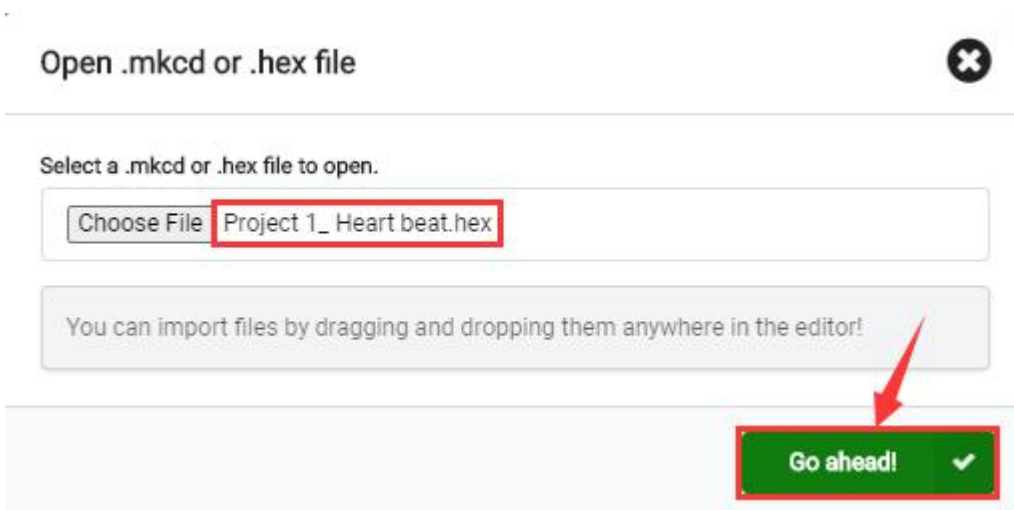 Open .mkcd or .hex file
Select a .mkcd or .hex file to open.
Choose File Project 1_ Heart beat.hex
You can import files by dragging and dropping them anywhere in the editor!
Go ahead!